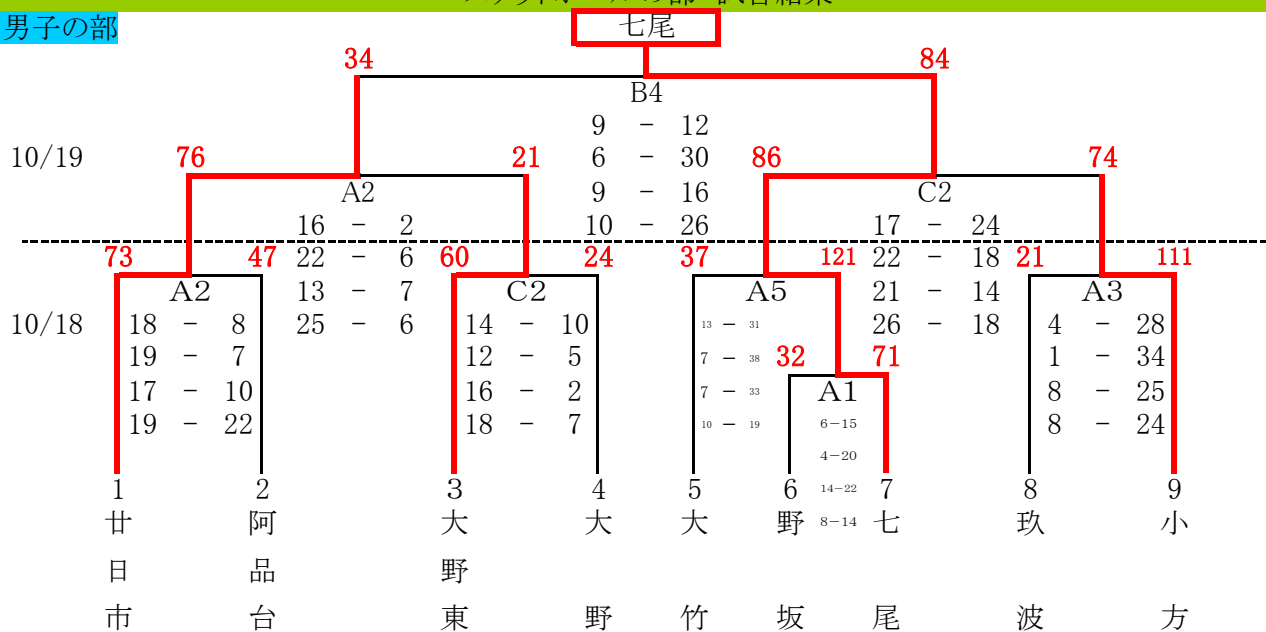 男子の部
七尾
34 84
B4
9 - 12
10/19 76 21 6 - 30 86 74
A2 9 - 16 C2
16 - 2 10 - 26 17 - 24
73 47 22 - 6 60 24 37 121 22 - 18 21 111
A2 13 - 7 C2 A5 21 - 14 A3
10/18 18 - 8 25 - 6 14 - 10 13 - 31 26 - 18 4 - 28
19 - 7 12 - 5 7 - 38 32 71 1 - 34
17 - 10 16 - 2 7 - 33 A1 8 - 25
19 - 22 18 - 7 10 - 19 6-15 8 - 24
4-20
14-22
8-14
1 2 3 4 5 6 7 8 9
廿日市
阿品台
大野東
大野
大竹
野坂
七尾
玖波
小方